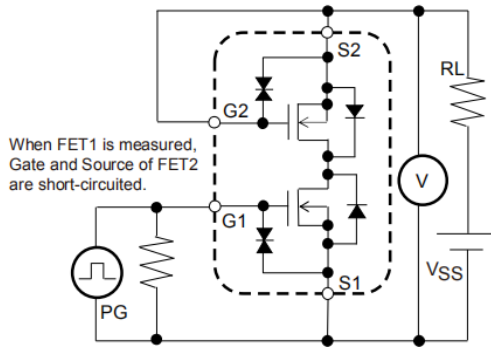 S2
RL
G2
When FET1 is measured,
Gate and Source of FET2
are short-circuited.
V
G1
VSS
S1
PG